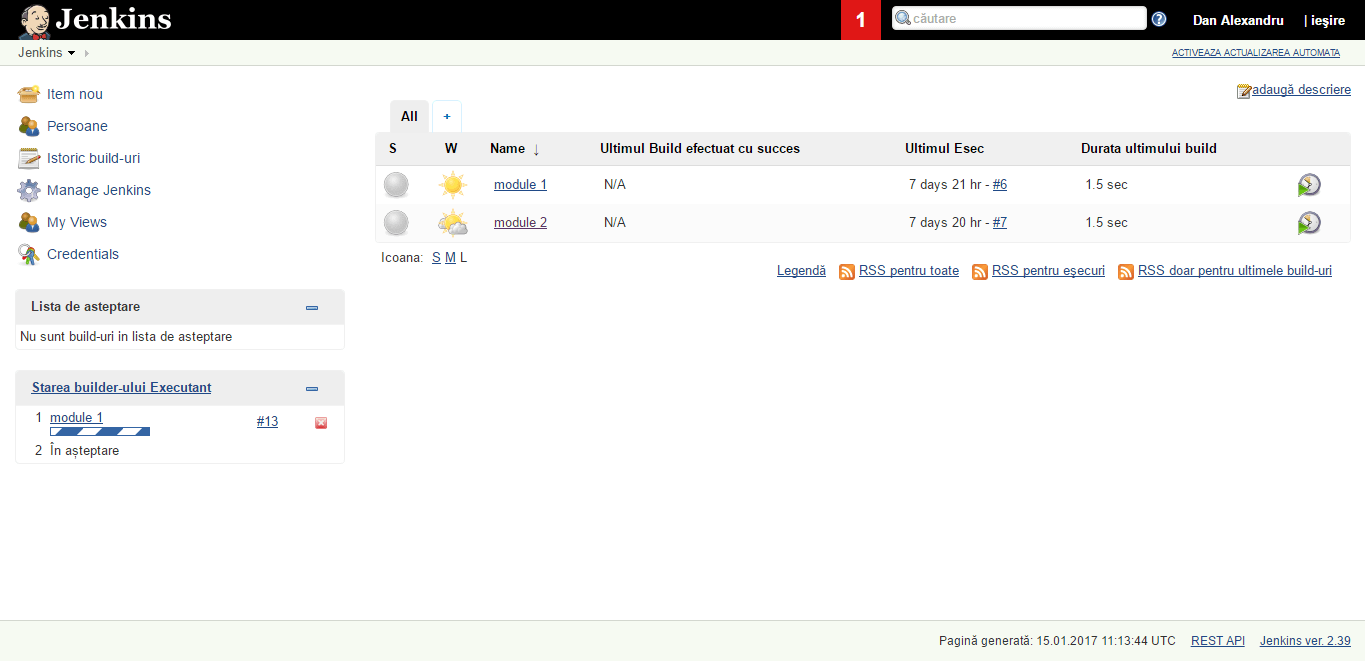 Jenkins 1 căutare Dan Alexandru | ieşire
Jenkins ACTIVEAZA ACTUALIZAREA AUTOMATA
adaugă descriere
Item nou
Persoane
Istoric build-uri
Manage Jenkins
My Views
Credentials
Lista de asteptare
Nu sunt build-uri in lista de asteptare
Starea builder-ului Executant
1 module 1 #13
2 În așteptare
All +
S W Name ↓ Ultimul Build efectuat cu succes Ultimul Esec Durata ultimului build
module 1 N/A 7 days 21 hr - #6 1.5 sec
module 2 N/A 7 days 20 hr - #7 1.5 sec
Icoana: S M L
Legendă RSS pentru toate RSS pentru eşecuri RSS doar pentru ultimele build-uri
Pagină generată: 15.01.2017 11:13:44 UTC REST API Jenkins ver. 2.39